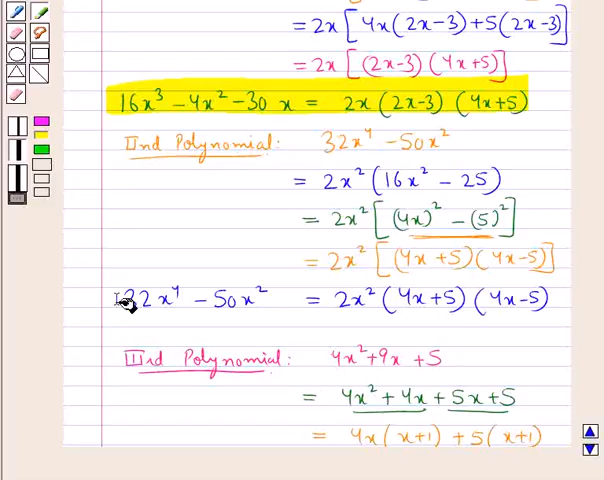 = 2x [ 4x(2x-3) + 5(2x-3) ]
= 2x [ (2x-3) (4x+5) ]
16x³ - 4x² - 30 x = 2x (2x-3) (4x+5)
IInd Polynomial : 32x⁴ - 50x²
= 2x² (16x² - 25)
= 2x² [ (4x)² - (5)² ]
= 2x² [ (4x+5) (4x-5) ]
32x⁴ - 50x² = 2x² (4x+5) (4x-5)
IIIrd Polynomial : 4x²+9x +5
= 4x² + 4x + 5x + 5
= 4x(x+1) + 5(x+1)